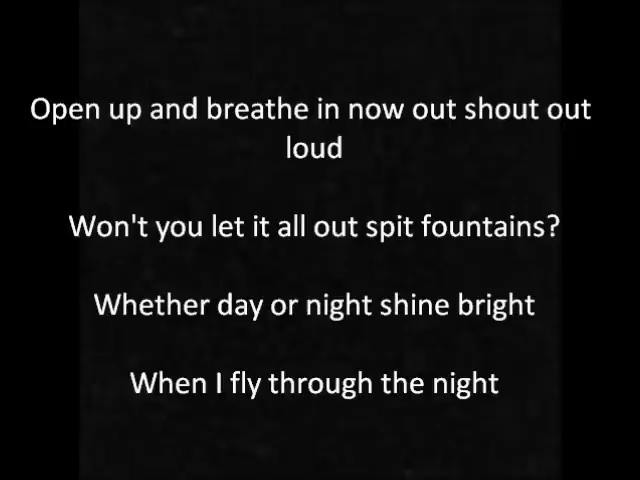 Open up and breathe in now out shout out
loud
Won't you let it all out spit fountains?
Whether day or night shine bright
When I fly through the night